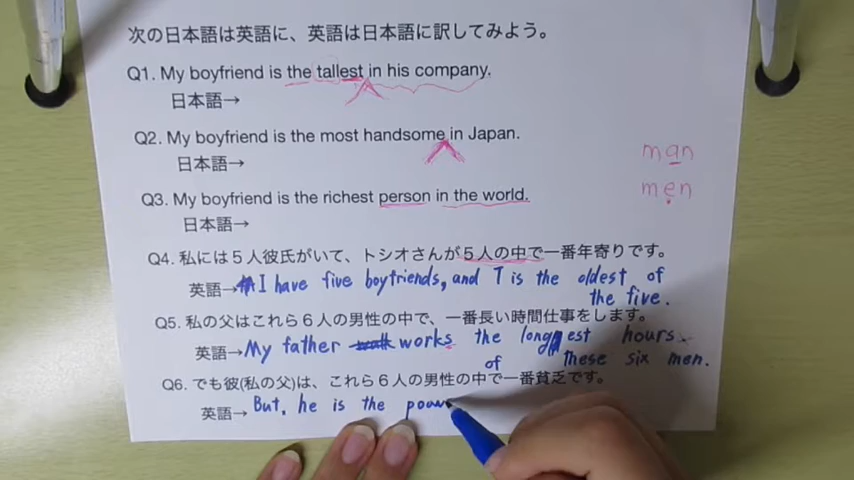 次の日本語は英語に、英語は日本語に訳してみよう。
Q1. My boyfriend is the tallest in his company.
日本語→
Q2. My boyfriend is the most handsome in Japan.
日本語→
man
men
Q3. My boyfriend is the richest person in the world.
日本語→
Q4. 私には5人彼氏がいて、トシオさんが5人の中で一番年寄りです。
英語→I have five boyfriends, and T is the oldest of
the five.
Q5. 私の父はこれら6人の男性の中で、一番長い時間仕事をします。
英語→My father works the longest hours
of these six men.
Q6. でも彼(私の父)は、これら6人の男性の中で一番貧乏です。
英語→But, he is the